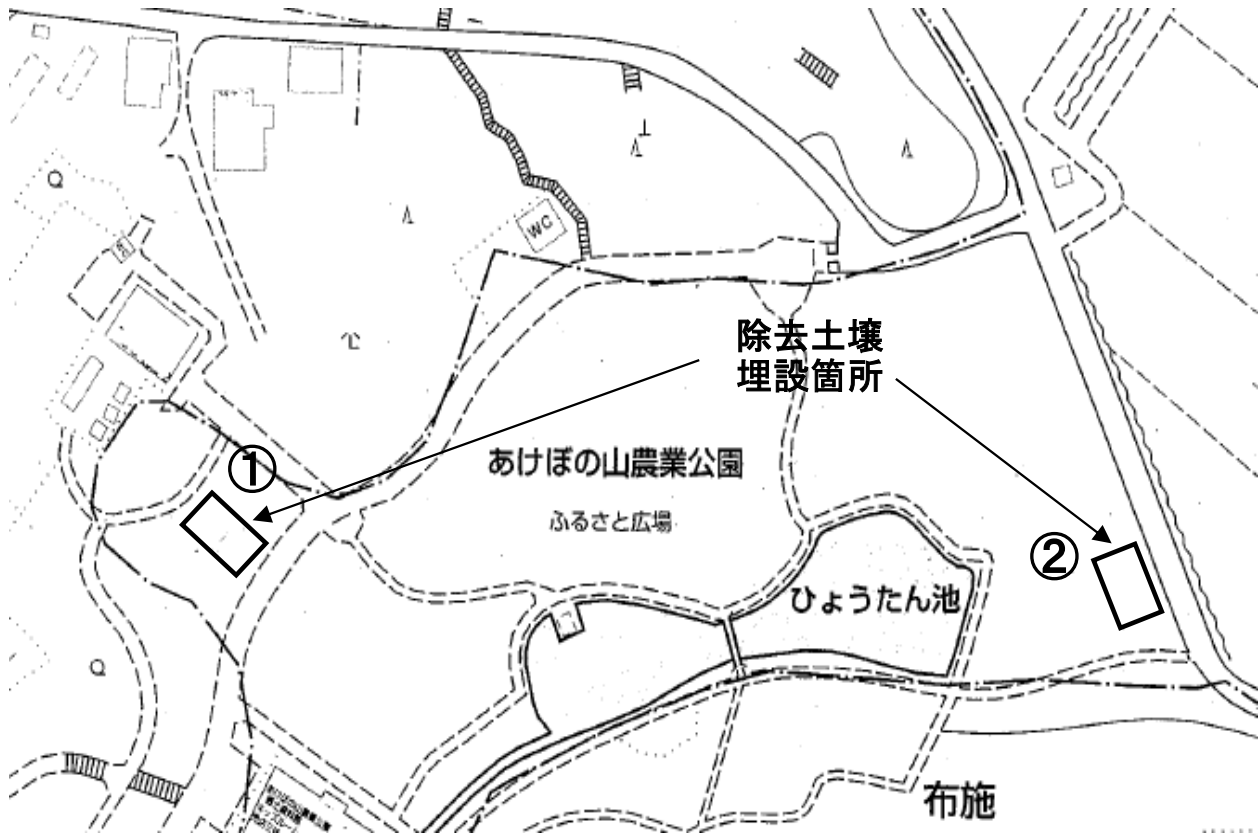 WC
除去土壌
埋設箇所
①
あけぼの山農業公園
ふるさと広場
②
ひょうたん池
布施